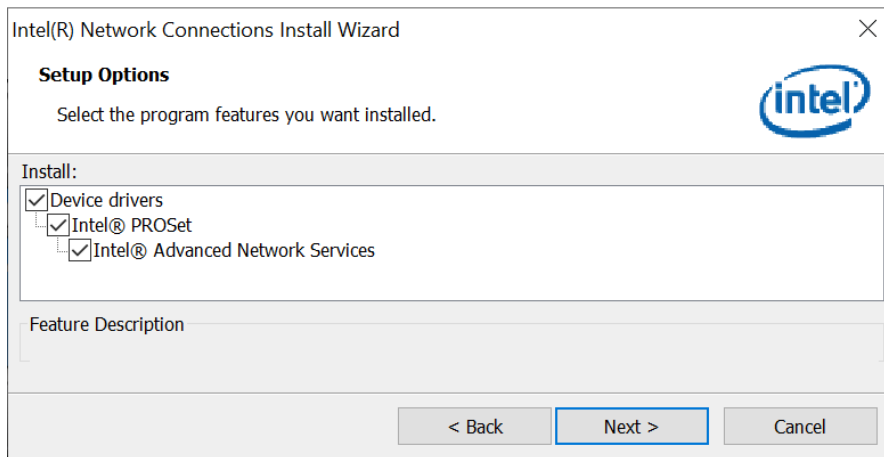 Intel(R) Network Connections Install Wizard
Setup Options
Select the program features you want installed.
intel
Install:
Device drivers
Intel® PROSet
Intel® Advanced Network Services
Feature Description
< Back
Next >
Cancel